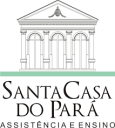 SANTA CASA
DO PARÁ
ASSISTÊNCIA E ENSINO